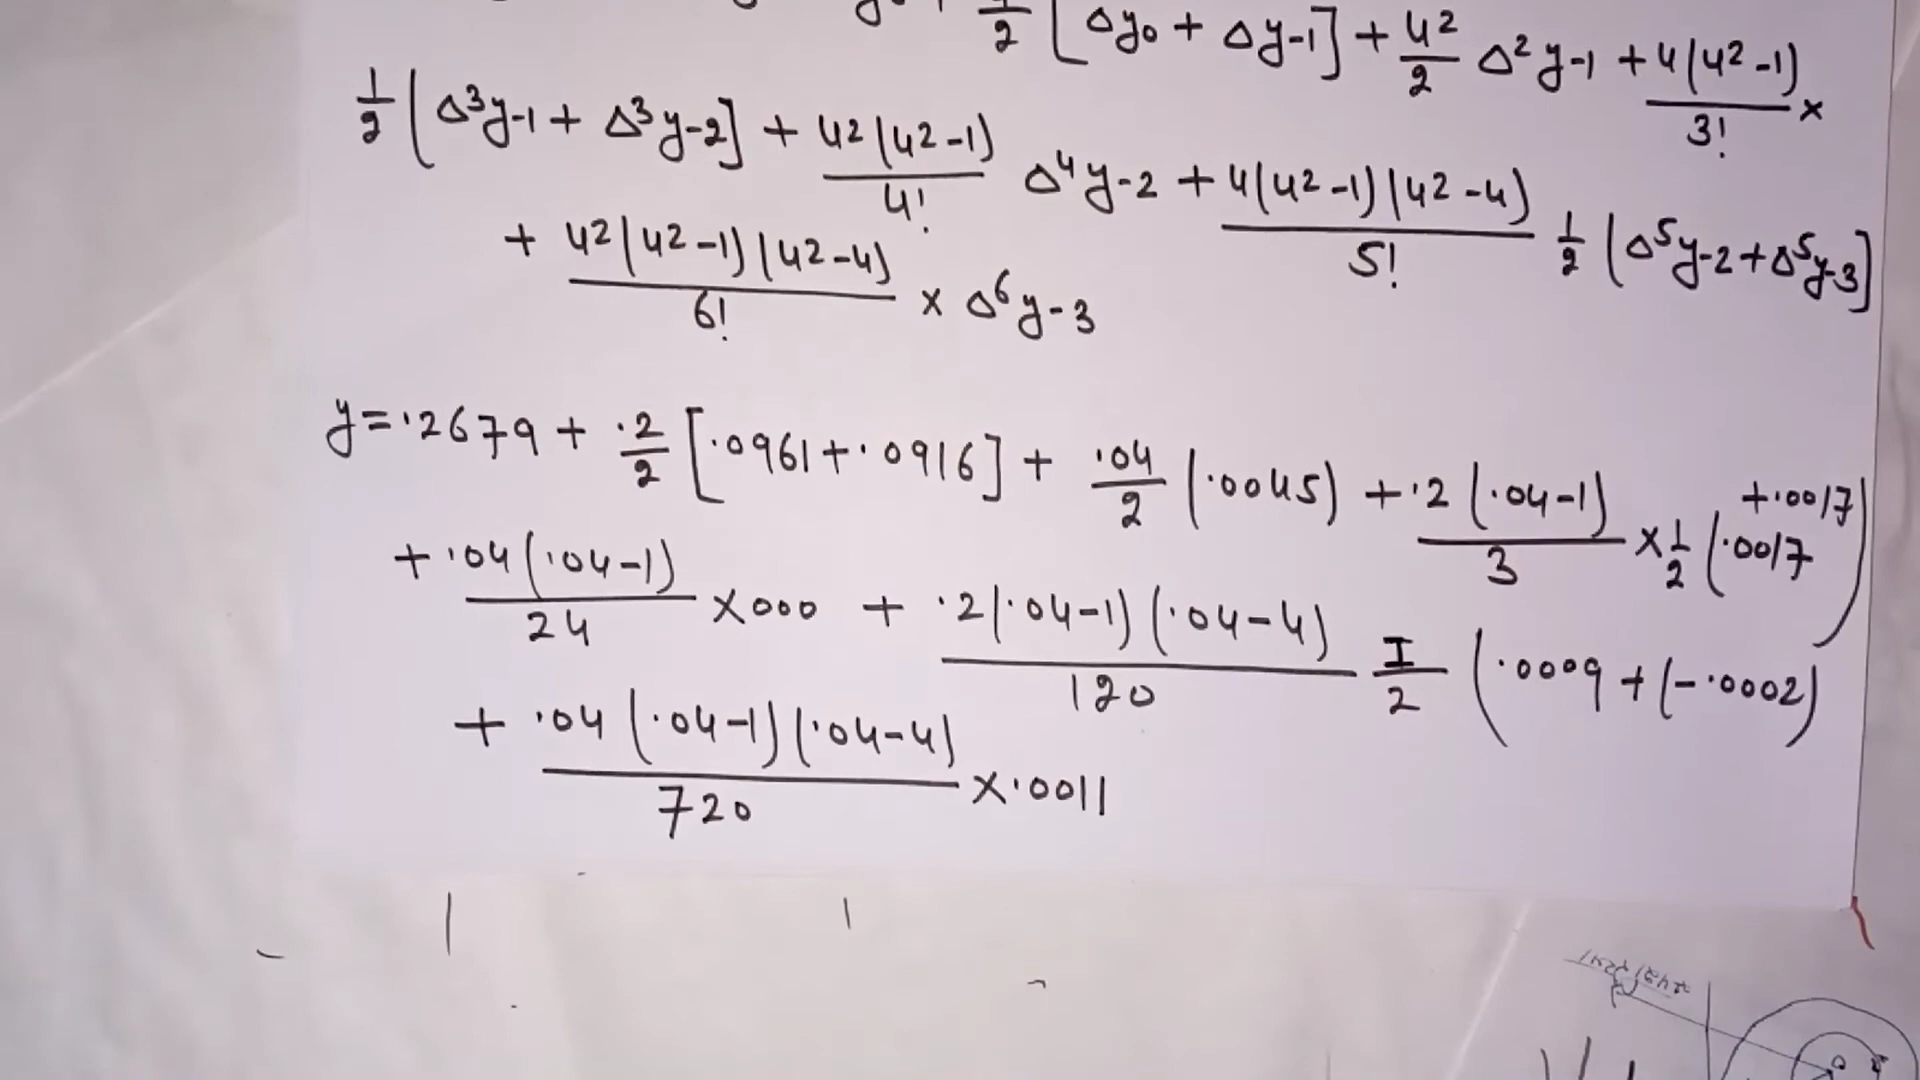 1/2 [Δy0 + Δy-1] + u²/2 Δ²y-1 + u(u²-1)/3! ×
1/2 [Δ³y-1 + Δ³y-2] + u²(u²-1)/4! Δ⁴y-2 + u(u²-1)(u²-4)/5! 1/2 (Δ⁵y-2 + Δ⁵y-3]
+ u²(u²-1)(u²-4)/6! × Δ⁶y-3
y = .2679 + .2/2 [.0961 + .0916] + .04/2 (.0045) + .2(.04-1)/3 × 1/2 (.0017 +.0017)
+ .04(.04-1)/24 × 000 + .2(.04-1)(.04-4)/120 I/2 (.0009 + (-.0002)
+ .04(.04-1)(.04-4)/720 × .0011